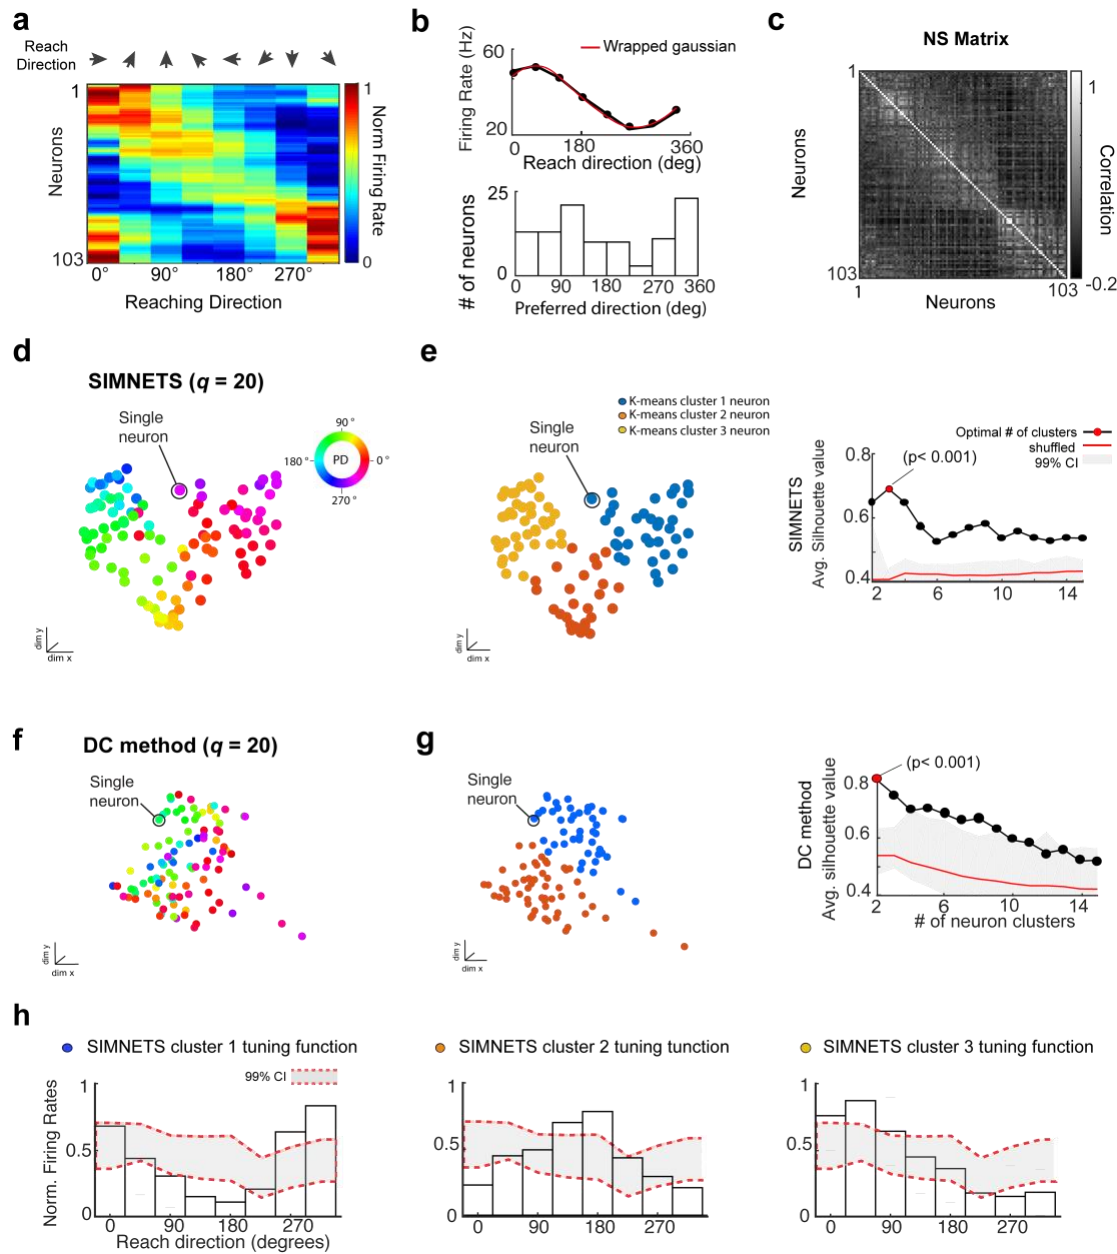 a
Reach
Direction
1
Neurons
103
0° 90° 180° 270°
Reaching Direction
1
Norm Firing Rate
0
b
60
Firing Rate (Hz)
20
Wrapped gaussian
0 180 360
Reach direction (deg)
25
# of neurons
0
0 90 180 270 360
Preferred direction (deg)
c
NS Matrix
1
Neurons
103
1 103
Neurons
1
Correlation
-0.2
d
SIMNETS (q = 20)
Single
neuron
90°
180° PD 0°
270°
dim y
dim x
e
K-means cluster 1 neuron
K-means cluster 2 neuron
K-means cluster 3 neuron
Single
neuron
dim y
dim x
Optimal # of clusters
shuffled
99% CI
(p< 0.001)
SIMNETS
Avg. Silhouette value
0.8
0.6
0.4
2 6 10 14
f
DC method (q = 20)
Single
neuron
dim y
dim x
g
Single
neuron
dim y
dim x
(p< 0.001)
DC method
Avg. silhouette value
0.8
0.6
0.4
2 6 10 14
# of neuron clusters
h
SIMNETS cluster 1 tuning function
99% CI
Norm. Firing Rates
1
0.5
0
0 90 180 270
Reach direction (degrees)
SIMNETS cluster 2 tuning tunction
1
0.5
0
0 90 180 270
SIMNETS cluster 3 tuning function
1
0.5
0
0 90 180 270